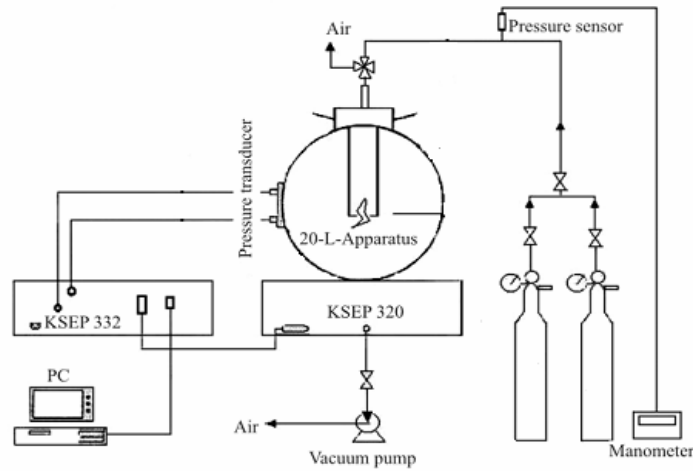 Air
Pressure sensor
Pressure transducer
20-L-Apparatus
KSEP 332
KSEP 320
PC
Air
Vacuum pump
Manometer